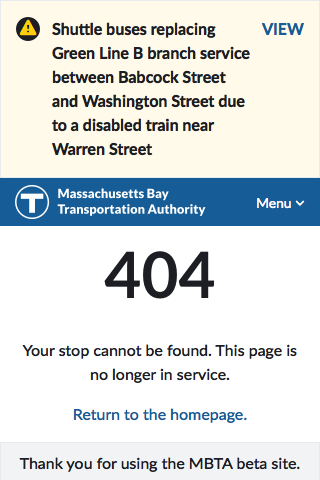 Shuttle buses replacing
VIEW
Green Line B branch service
between Babcock Street
and Washington Street due
to a disabled train near
Warren Street
T
Massachusetts Bay
Transportation Authority
Menu
404
Your stop cannot be found. This page is
no longer in service.
Return to the homepage.
Thank you for using the MBTA beta site.